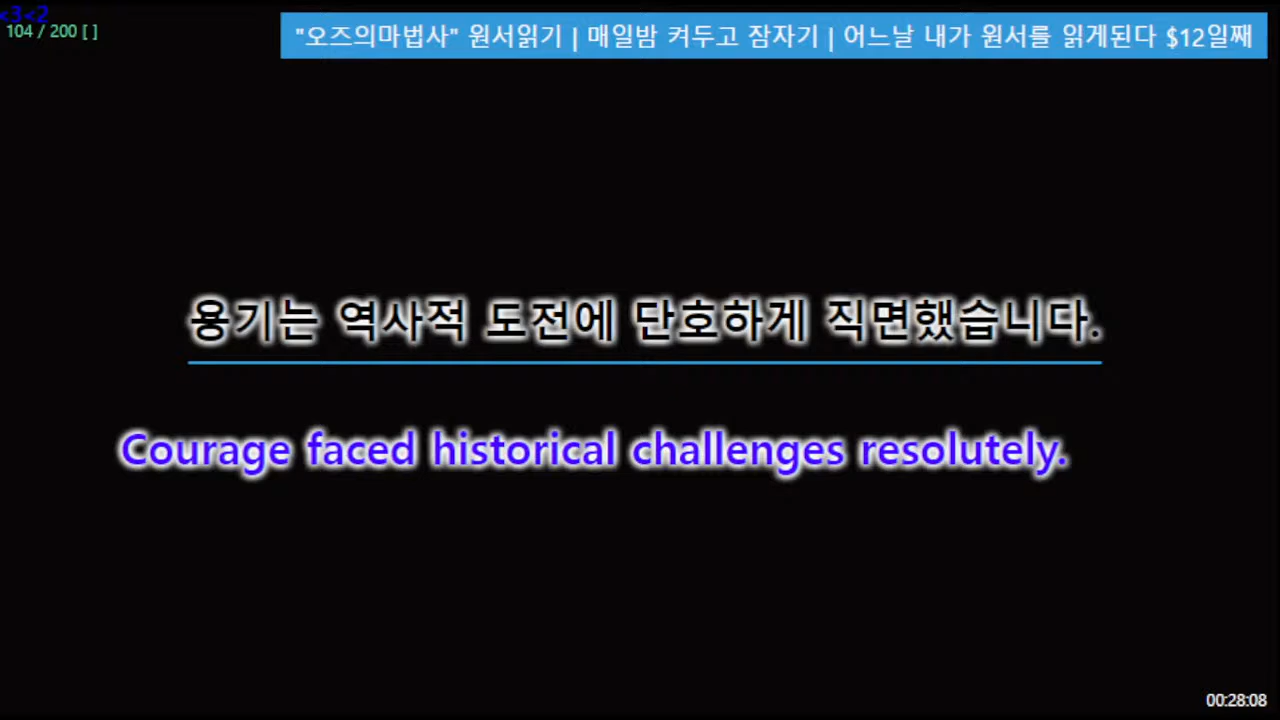 <3<2
104 / 200 [ ]
"오즈의마법사" 원서읽기 | 매일밤 켜두고 잠자기 | 어느날 내가 원서를 읽게된다 $12일째
용기는 역사적 도전에 단호하게 직면했습니다.
Courage faced historical challenges resolutely.
00:28:08